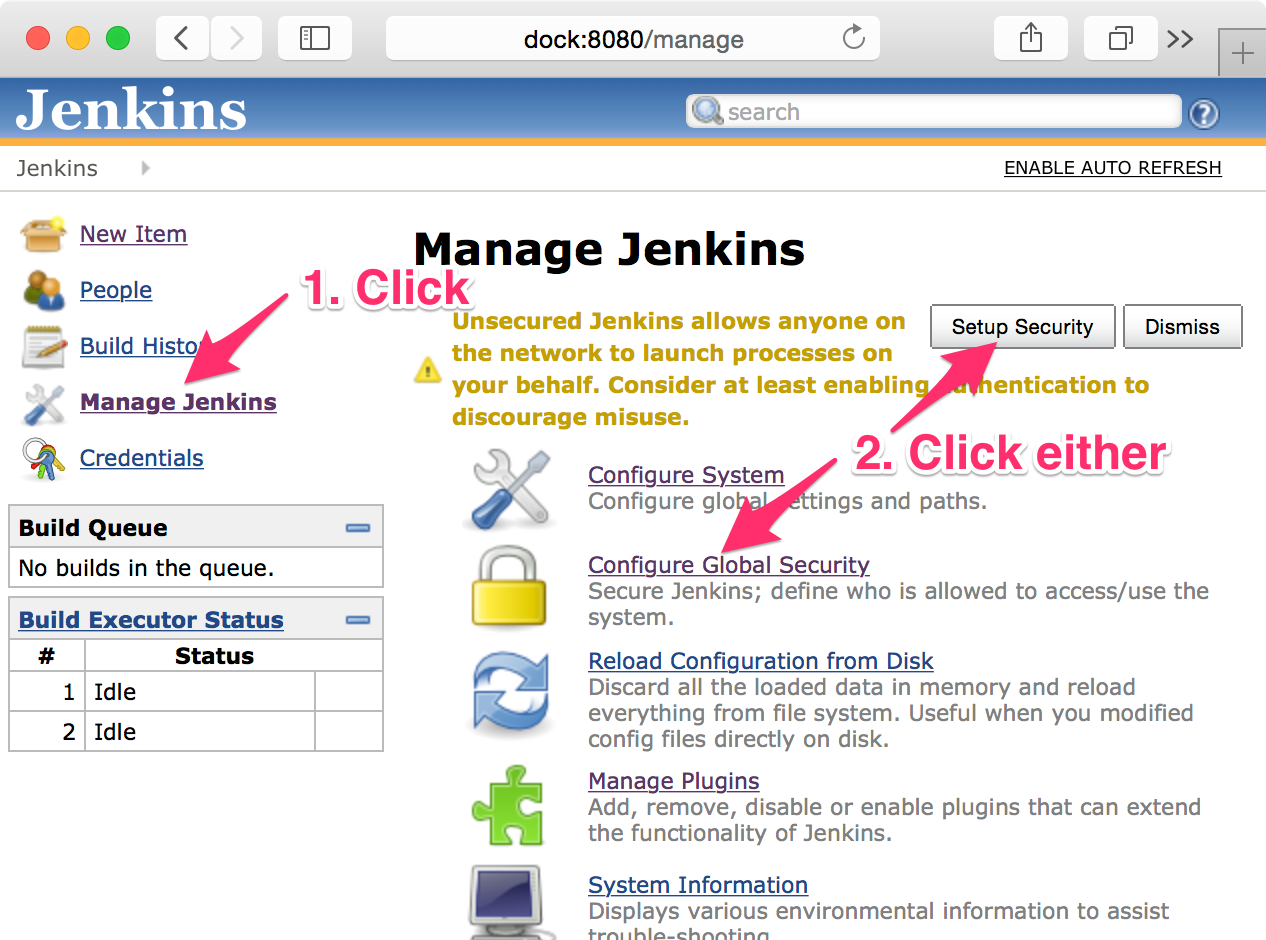 dock:8080/manage
Jenkins
search
Jenkins
ENABLE AUTO REFRESH
New Item
People
Build Histo
Manage Jenkins
Credentials
Build Queue
No builds in the queue.
Build Executor Status
# Status
1 Idle
2 Idle
Manage Jenkins
1. Click
Unsecured Jenkins allows anyone on
the network to launch processes on
your behalf. Consider at least enabling authentication to
discourage misuse.
Setup Security
Dismiss
2. Click either
Configure System
Configure global settings and paths.
Configure Global Security
Secure Jenkins; define who is allowed to access/use the
system.
Reload Configuration from Disk
Discard all the loaded data in memory and reload
everything from file system. Useful when you modified
config files directly on disk.
Manage Plugins
Add, remove, disable or enable plugins that can extend
the functionality of Jenkins.
System Information
Displays various environmental information to assist
trouble-shooting